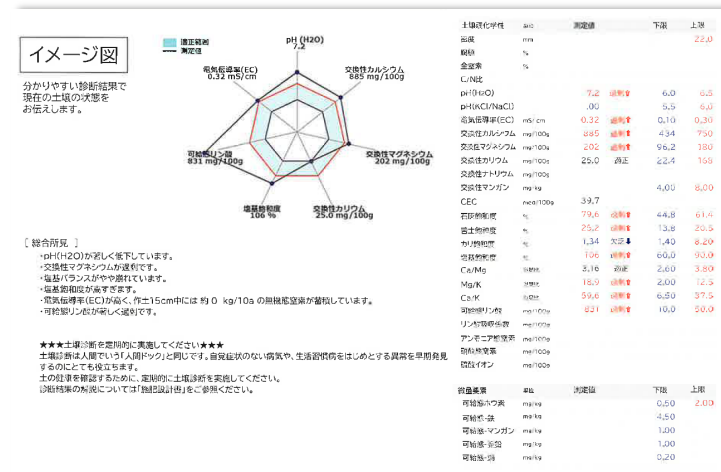 イメージ図
分かりやすい診断結果で
現在の土壌の状態を
お伝えします。
適正範囲
測定値
pH (H2O)
7.2
電気伝導率(EC)
0.32 mS/cm
交換性カルシウム
885 mg/100g
可給態リン酸
831 mg/100g
交換性マグネシウム
202 mg/100g
塩基飽和度
106 %
交換性カリウム
25.0 mg/100g
[ 総合所見 ]
・pH(H2O)が著しく低下しています。
・交換性マグネシウムが過剰です。
・塩基バランスがやや崩れています。
・塩基飽和度が高すぎます。
・電気伝導率(EC)が高く、作土15cm中には 約 0 kg/10a の無機態窒素が蓄積しています。
・可給態リン酸が著しく過剰です。
★★★土壌診断を定期的に実施してください★★★
土壌診断は人間でいう「人間ドック」と同じです。自覚症状のない病気や、生活習慣病をはじめとする異常を早期発見
するのにとても役立ちます。
土の健康を確認するために、定期的に土壌診断を実施してください。
診断結果の解説については「施肥設計書」をご参照ください。
土壌理化学性 単位 測定値 下限 上限
密度 mm 22.0
腐植 %
全窒素 %
C/N比
pH(H2O) 7.2 過剰⬆ 6.0 6.5
pH(KCl/NaCl) .00 5.5 6.0
電気伝導率(EC) mS/cm 0.32 過剰⬆ 0.10 0.30
交換性カルシウム mg/100g 885 過剰⬆ 434 750
交換性マグネシウム mg/100g 202 過剰⬆ 96.2 180
交換性カリウム mg/100g 25.0 適正 22.4 168
交換性ナトリウム mg/100g
交換性マンガン mg/kg 4.00 8.00
CEC meq/100g 39.7
石灰飽和度 % 79.6 過剰⬆ 44.8 61.4
苦土飽和度 % 25.2 過剰⬆ 13.8 20.5
カリ飽和度 % 1.34 欠乏⬇ 1.40 8.20
塩基飽和度 % 106 過剰⬆ 60.0 90.0
Ca/Mg 当量比 3.16 適正 2.60 3.80
Mg/K 当量比 18.9 過剰⬆ 2.00 12.5
Ca/K 当量比 59.6 過剰⬆ 6.50 37.5
可給態リン酸 mg/100g 831 過剰⬆ 10.0 50.0
リン酸吸収係数 mg/100g
アンモニア態窒素 mg/100g
硝酸態窒素 mg/100g
硫酸イオン mg/100g
微量要素 単位 測定値 下限 上限
可給態ホウ素 mg/kg 0.50 2.00
可給態-鉄 mg/kg 4.50
可給態-マンガン mg/kg 1.00
可給態-亜鉛 mg/kg 1.00
可給態-銅 mg/kg 0.20